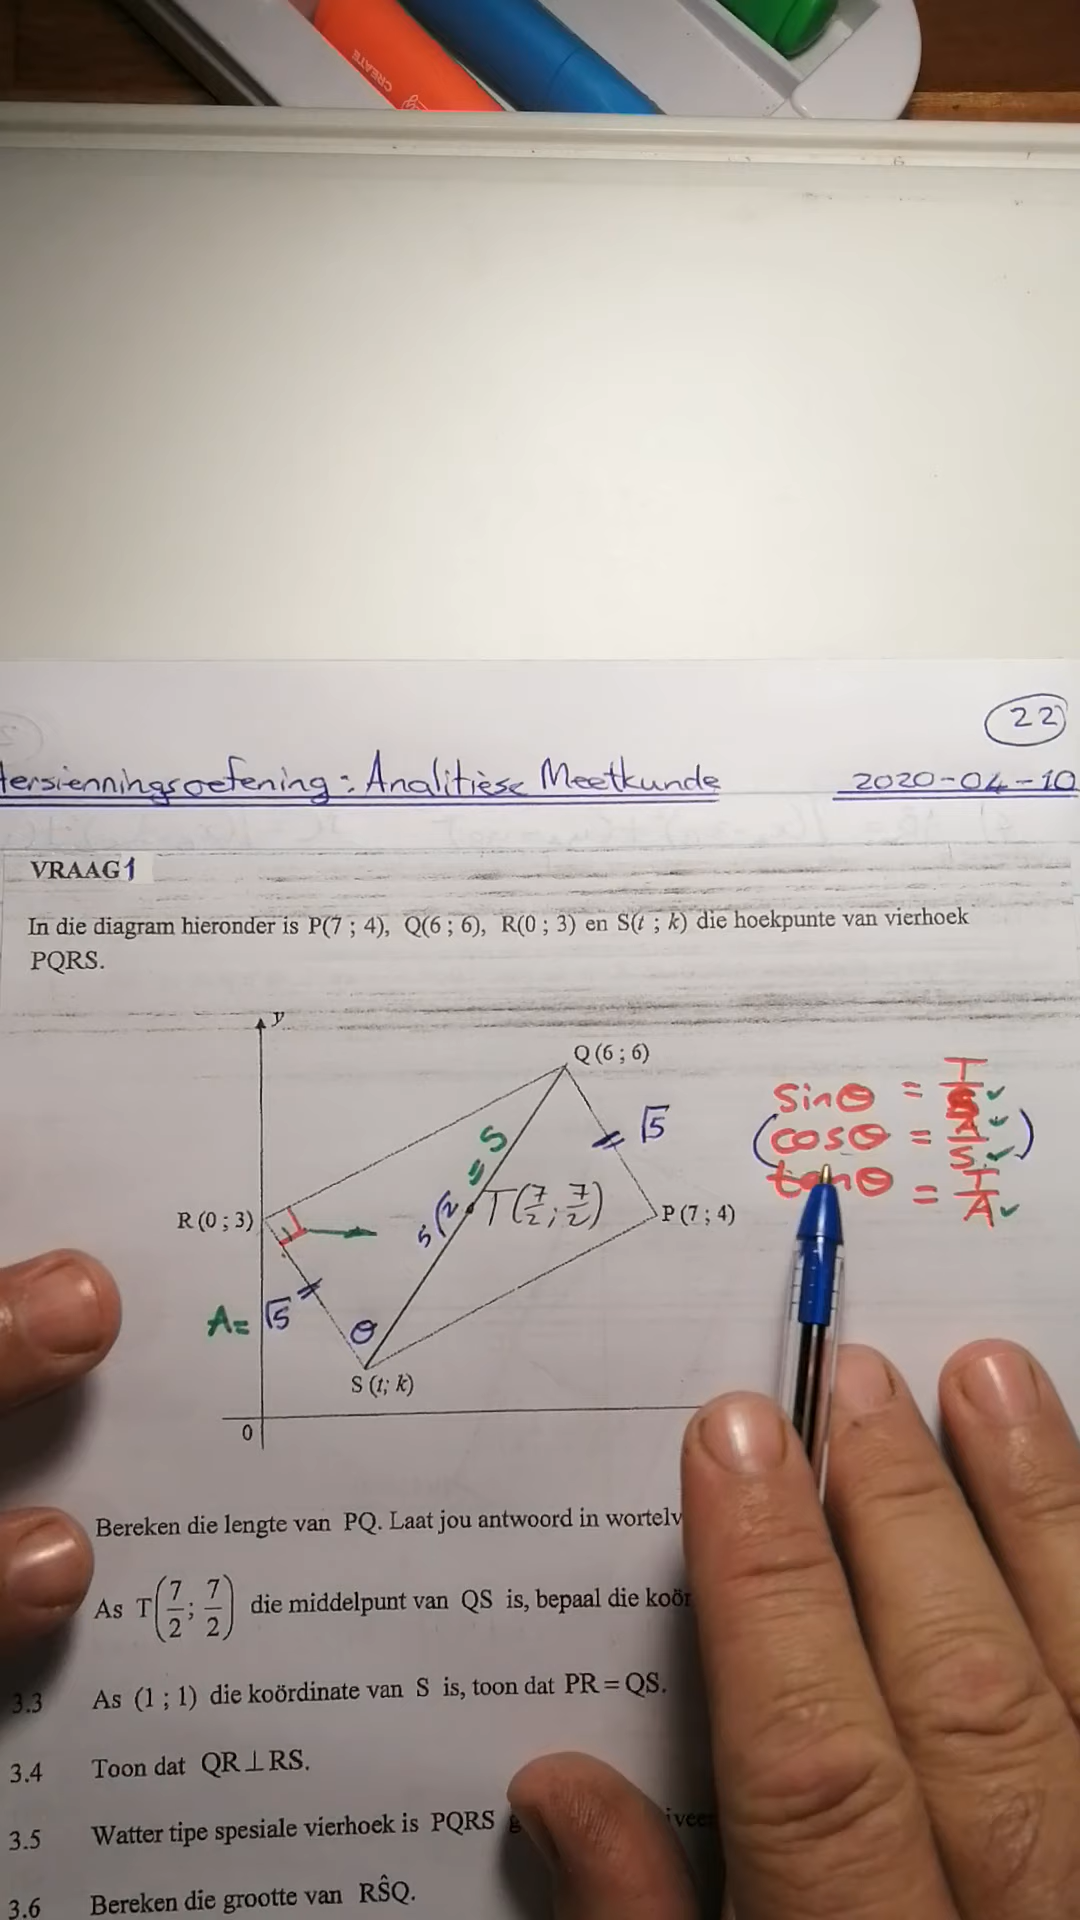 CREATE
22
tersienningsoefening : Analitièse Meetkunde 2020-04-10
VRAAG 1
In die diagram hieronder is P(7 ; 4), Q(6 ; 6), R(0 ; 3) en S(t ; k) die hoekpunte van vierhoek
PQRS.
y
Q (6 ; 6)
sinθ = T/S ✓
(cosθ = A/S ✓)
tanθ = T/A ✓
√5
= S
5√2
T(7/2 ; 7/2)
R (0 ; 3)
P (7 ; 4)
A = √5
θ
S (t; k)
0
Bereken die lengte van PQ. Laat jou antwoord in wortelv
As T(7/2 ; 7/2) die middelpunt van QS is, bepaal die koör
3.3 As (1 ; 1) die koördinate van S is, toon dat PR = QS.
3.4 Toon dat QR ⊥ RS.
3.5 Watter tipe spesiale vierhoek is PQRS
3.6 Bereken die grootte van RŜQ.